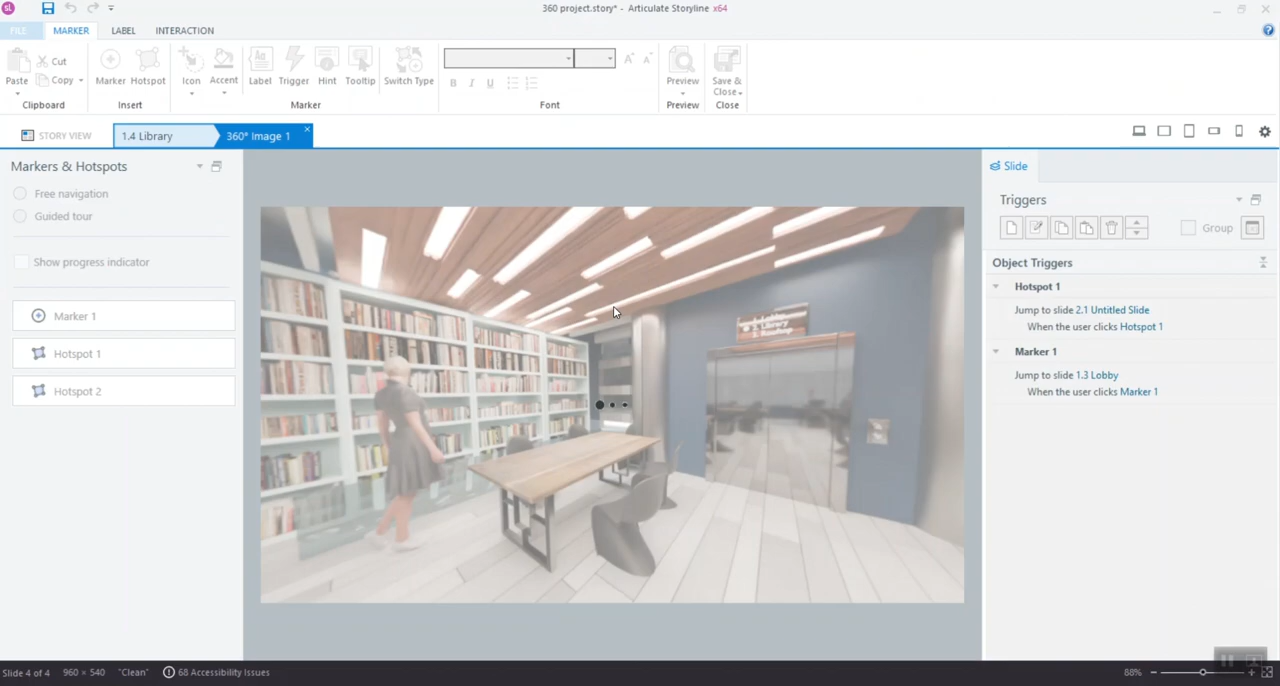 360 project.story* - Articulate Storyline x64
FILE
MARKER
LABEL
INTERACTION
Paste
Cut
Copy
Clipboard
Marker
Hotspot
Insert
Icon
Accent
Label
Trigger
Hint
Tooltip
Switch Type
Marker
Font
Preview
Preview
Save &
Close
Close
STORY VIEW
1.4 Library
360° Image 1
Markers & Hotspots
Free navigation
Guided tour
Show progress indicator
Marker 1
Hotspot 1
Hotspot 2
2. Library
Slide
Triggers
Group
Object Triggers
Hotspot 1
Jump to slide 2.1 Untitled Slide
When the user clicks Hotspot 1
Marker 1
Jump to slide 1.3 Lobby
When the user clicks Marker 1
Slide 4 of 4
960 × 540
"Clean"
68 Accessibility Issues
88%